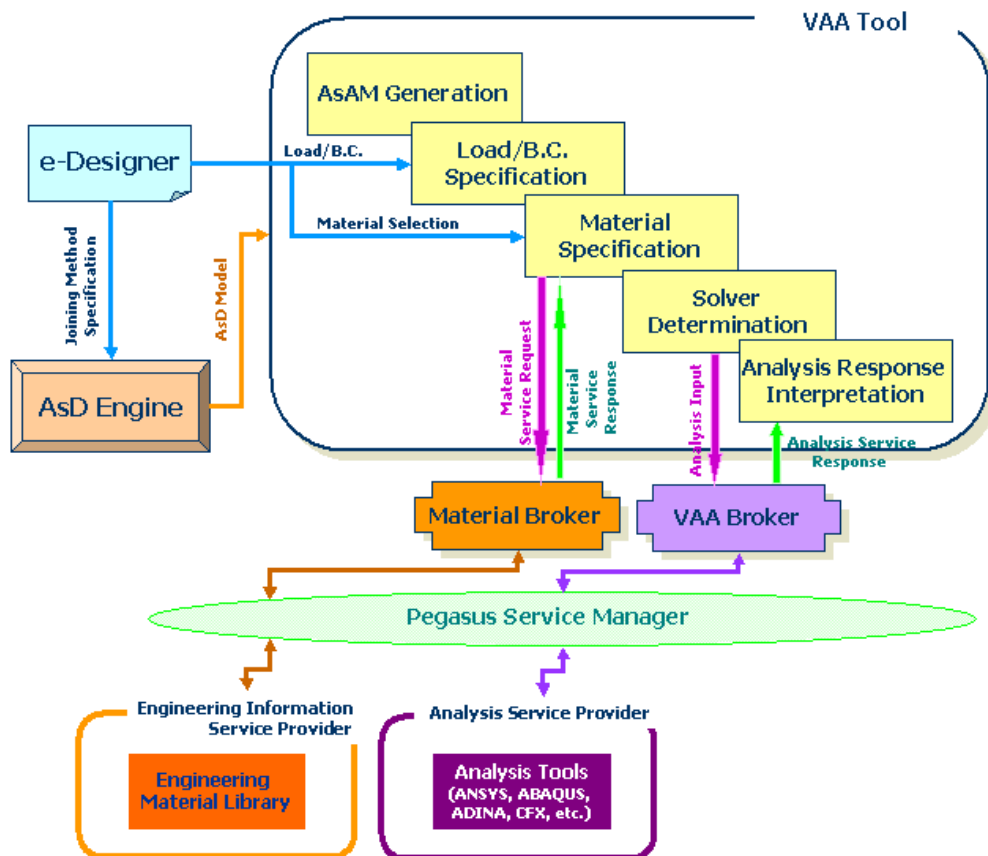 VAA Tool
AsAM Generation
e-Designer
Load/B.C.
Load/B.C.
Specification
Material Selection
Material
Specification
Joining Method
Specification
AsD Model
Solver
Determination
AsD Engine
Material
Service Request
Material
Service
Response
Analysis Input
Analysis Response
Interpretation
Analysis Service
Response
Material Broker
VAA Broker
Pegasus Service Manager
Engineering Information
Service Provider
Engineering
Material Library
Analysis Service Provider
Analysis Tools
(ANSYS, ABAQUS,
ADINA, CFX, etc.)